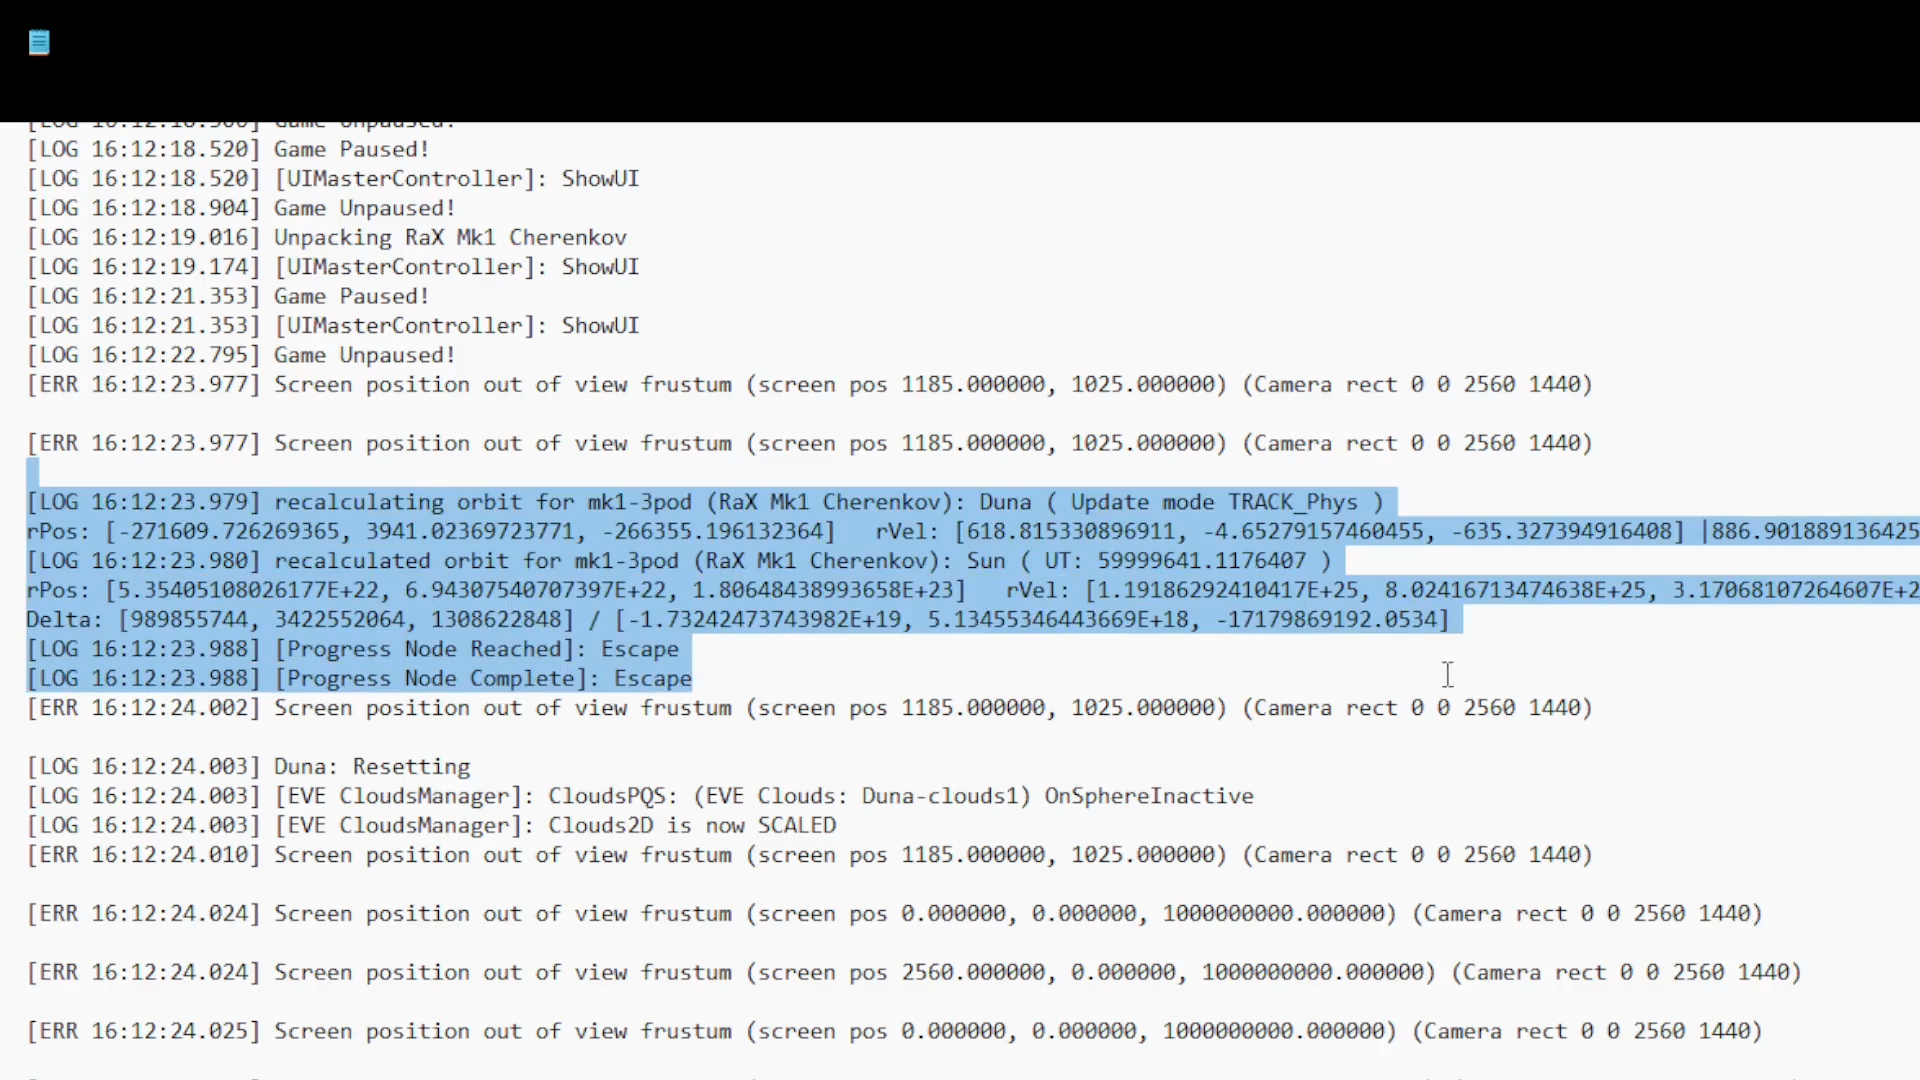 [LOG 16:12:18.520] Game Paused!
[LOG 16:12:18.520] [UIMasterController]: ShowUI
[LOG 16:12:18.904] Game Unpaused!
[LOG 16:12:19.016] Unpacking RaX Mk1 Cherenkov
[LOG 16:12:19.174] [UIMasterController]: ShowUI
[LOG 16:12:21.353] Game Paused!
[LOG 16:12:21.353] [UIMasterController]: ShowUI
[LOG 16:12:22.795] Game Unpaused!
[ERR 16:12:23.977] Screen position out of view frustum (screen pos 1185.000000, 1025.000000) (Camera rect 0 0 2560 1440)
[ERR 16:12:23.977] Screen position out of view frustum (screen pos 1185.000000, 1025.000000) (Camera rect 0 0 2560 1440)
[LOG 16:12:23.979] recalculating orbit for mk1-3pod (RaX Mk1 Cherenkov): Duna ( Update mode TRACK_Phys )
rPos: [-271609.726269365, 3941.02369723771, -266355.196132364] rVel: [618.815330896911, -4.65279157460455, -635.327394916408] |886.901889136425
[LOG 16:12:23.980] recalculated orbit for mk1-3pod (RaX Mk1 Cherenkov): Sun ( UT: 59999641.1176407 )
rPos: [5.35405108026177E+22, 6.94307540707397E+22, 1.80648438993658E+23] rVel: [1.19186292410417E+25, 8.02416713474638E+25, 3.17068107264607E+2
Delta: [989855744, 3422552064, 1308622848] / [-1.73242473743982E+19, 5.13455346443669E+18, -17179869192.0534]
[LOG 16:12:23.988] [Progress Node Reached]: Escape
[LOG 16:12:23.988] [Progress Node Complete]: Escape
[ERR 16:12:24.002] Screen position out of view frustum (screen pos 1185.000000, 1025.000000) (Camera rect 0 0 2560 1440)
[LOG 16:12:24.003] Duna: Resetting
[LOG 16:12:24.003] [EVE CloudsManager]: CloudsPQS: (EVE Clouds: Duna-clouds1) OnSphereInactive
[LOG 16:12:24.003] [EVE CloudsManager]: Clouds2D is now SCALED
[ERR 16:12:24.010] Screen position out of view frustum (screen pos 1185.000000, 1025.000000) (Camera rect 0 0 2560 1440)
[ERR 16:12:24.024] Screen position out of view frustum (screen pos 0.000000, 0.000000, 1000000000.000000) (Camera rect 0 0 2560 1440)
[ERR 16:12:24.024] Screen position out of view frustum (screen pos 2560.000000, 0.000000, 1000000000.000000) (Camera rect 0 0 2560 1440)
[ERR 16:12:24.025] Screen position out of view frustum (screen pos 0.000000, 0.000000, 1000000000.000000) (Camera rect 0 0 2560 1440)